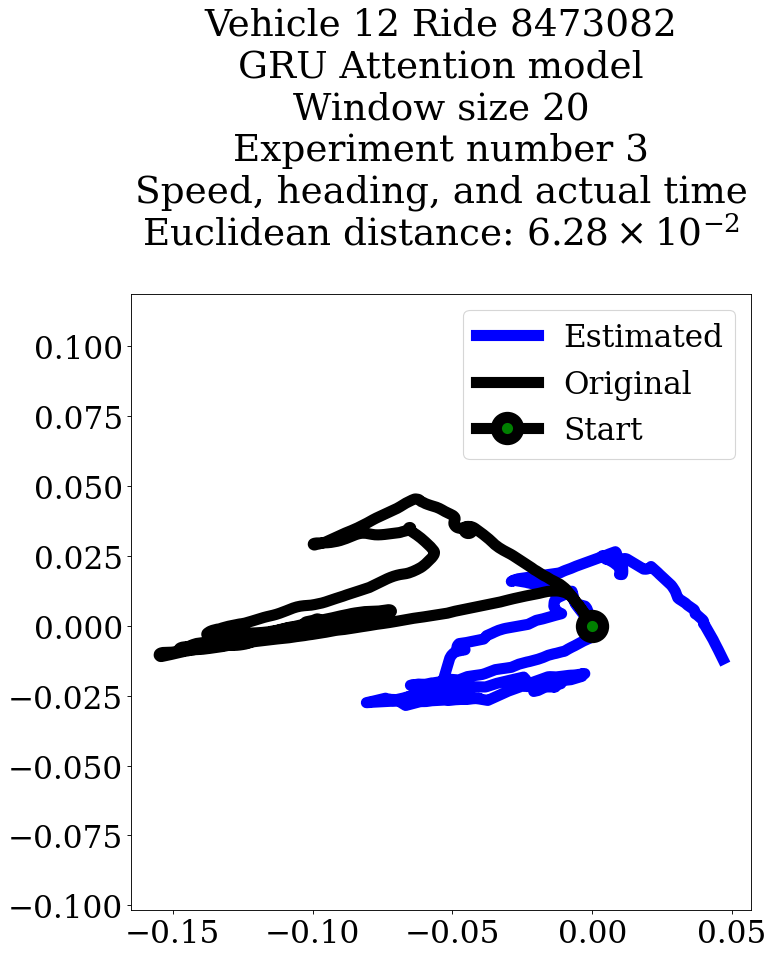 Vehicle 12 Ride 8473082
GRU Attention model
Window size 20
Experiment number 3
Speed, heading, and actual time
Euclidean distance: 6.28 × 10⁻²
Estimated
Original
Start
0.100
0.075
0.050
0.025
0.000
−0.025
−0.050
−0.075
−0.100
−0.15 −0.10 −0.05 0.00 0.05